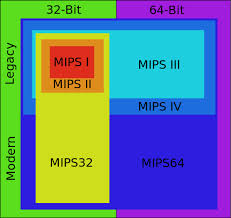 32-Bit 64-Bit
Legacy
MIPS I
MIPS III
MIPS II
MIPS IV
Modern
MIPS32
MIPS64